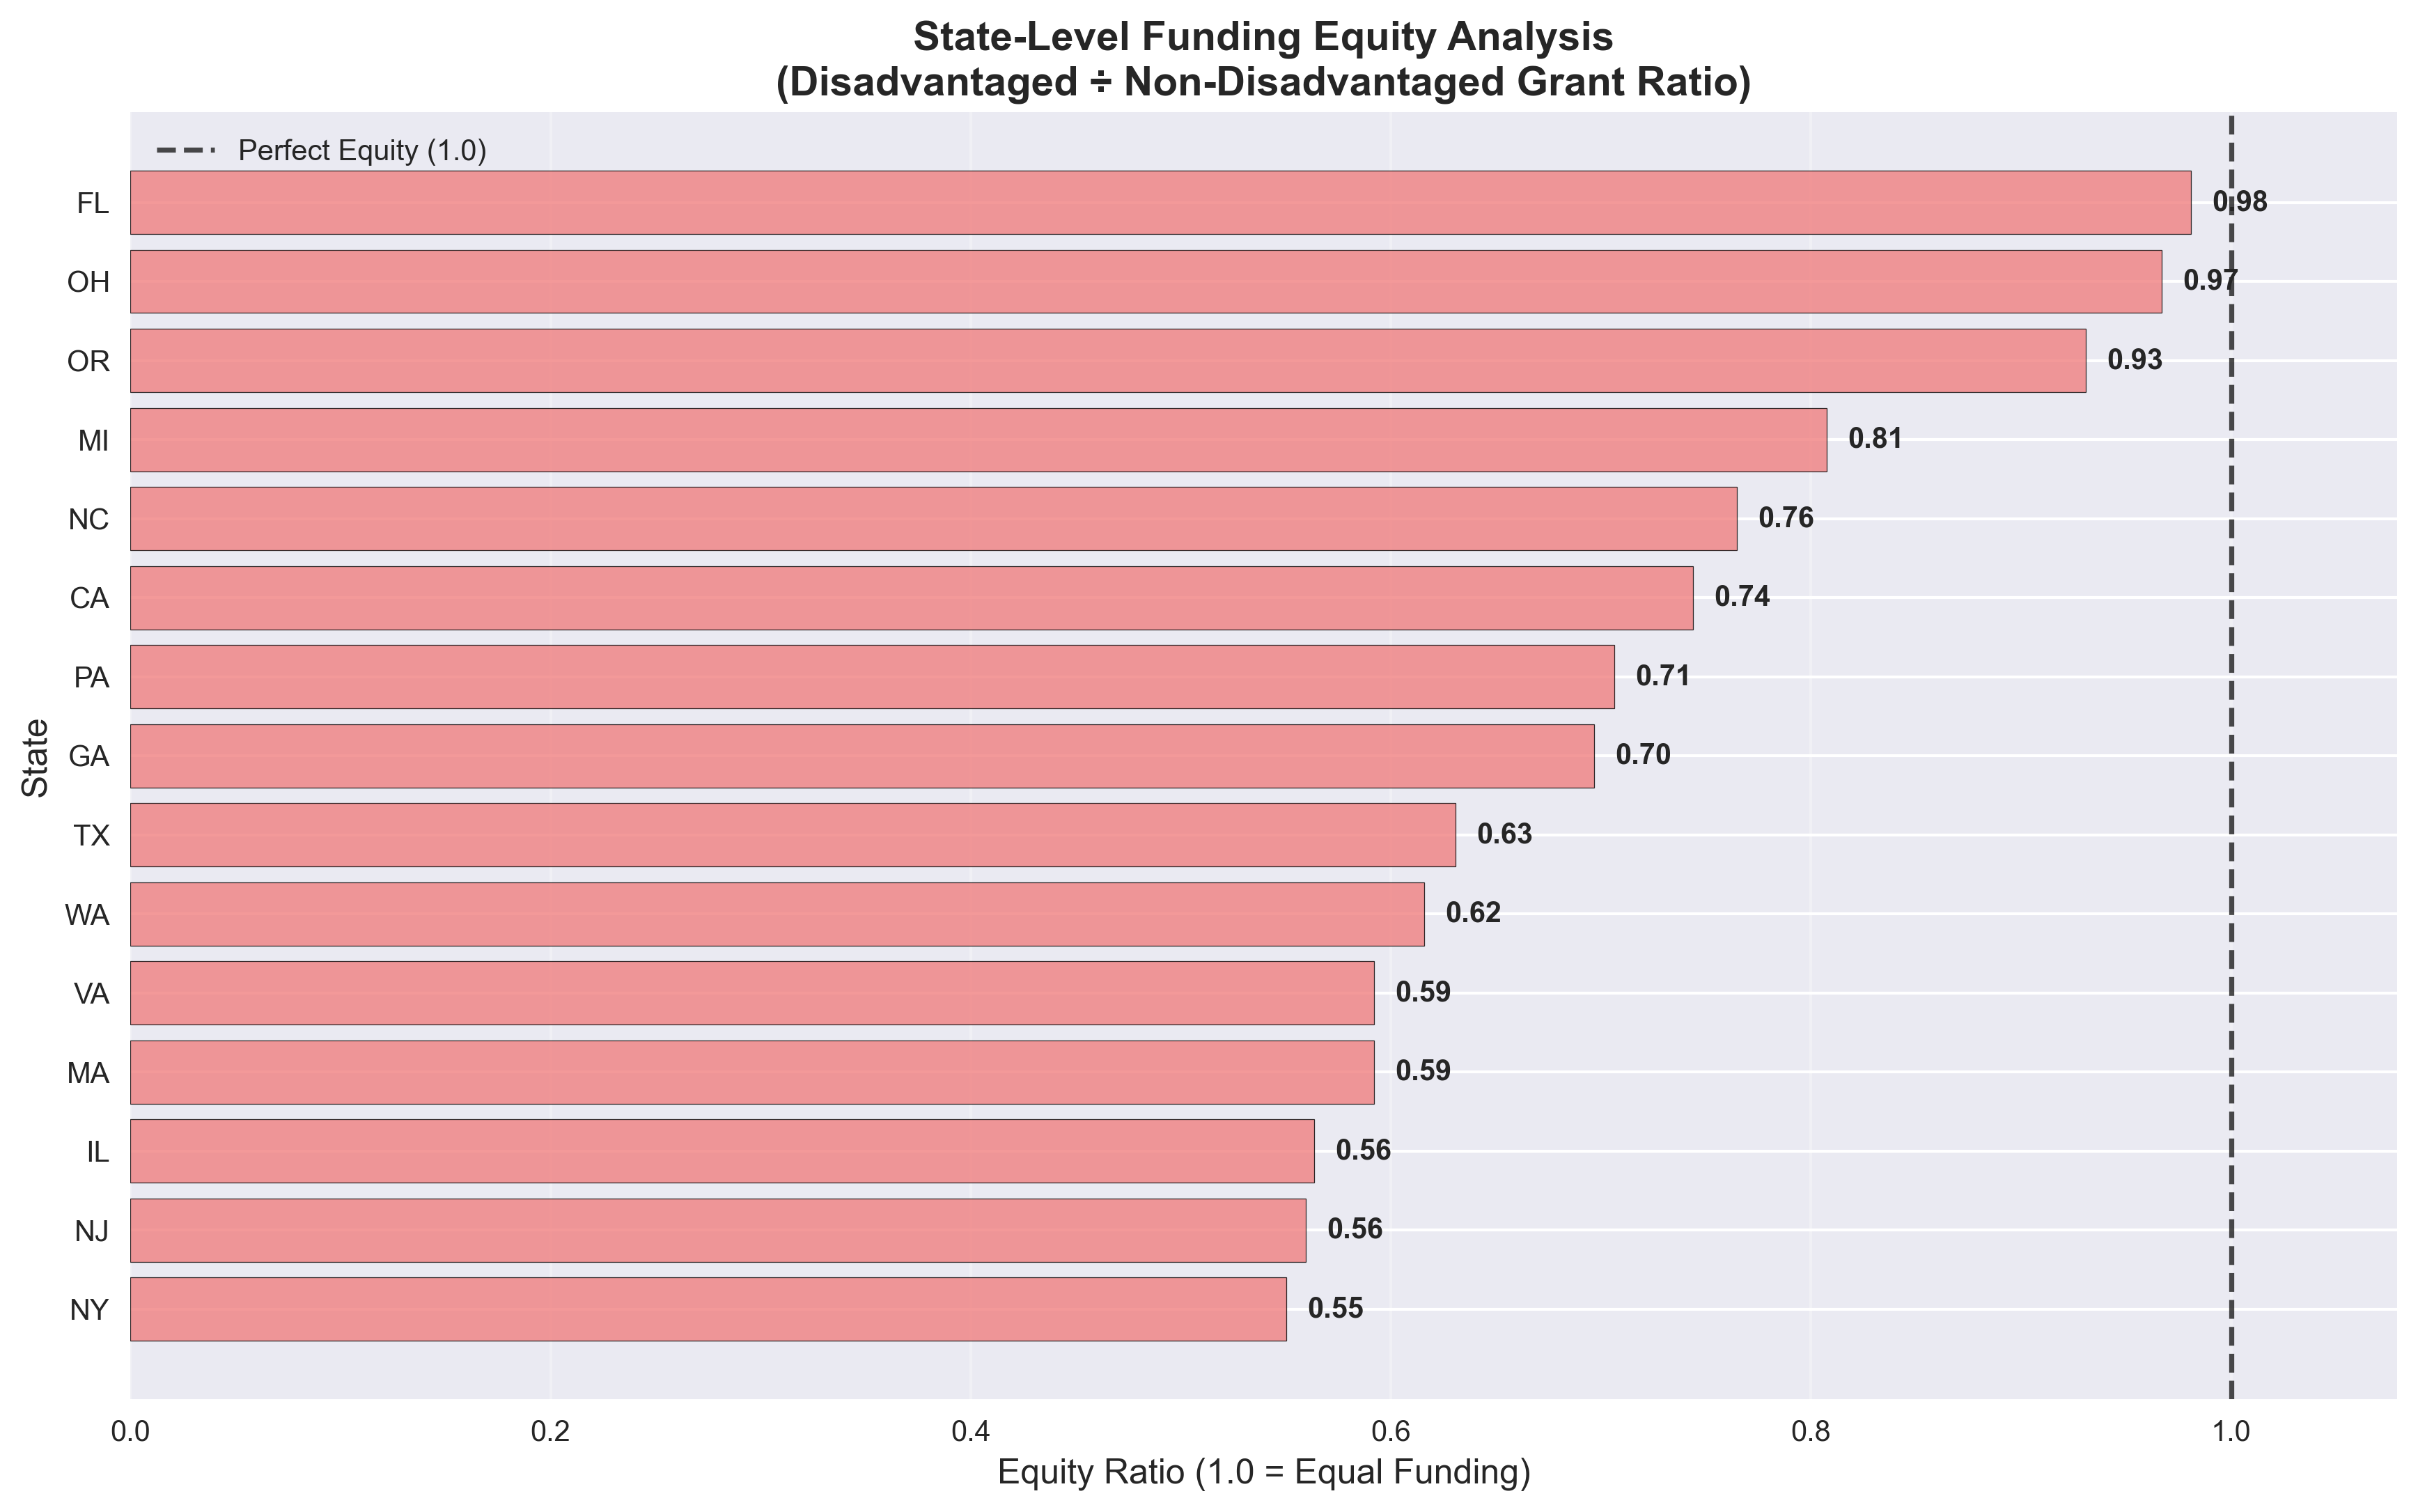 State-Level Funding Equity Analysis
(Disadvantaged ÷ Non-Disadvantaged Grant Ratio)
Perfect Equity (1.0)
FL 0.98
OH 0.97
OR 0.93
MI 0.81
NC 0.76
CA 0.74
PA 0.71
GA 0.70
TX 0.63
WA 0.62
VA 0.59
MA 0.59
IL 0.56
NJ 0.56
NY 0.55
State
0.0 0.2 0.4 0.6 0.8 1.0
Equity Ratio (1.0 = Equal Funding)